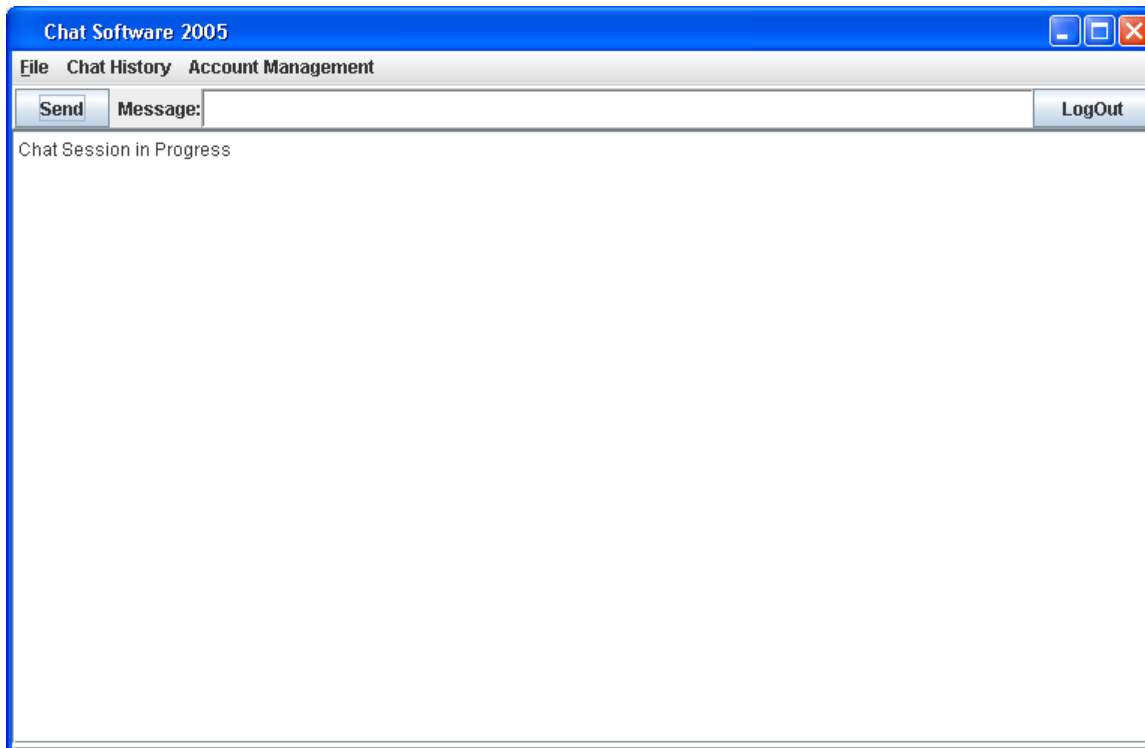 Chat Software 2005
File Chat History Account Management
Send Message: LogOut
Chat Session in Progress